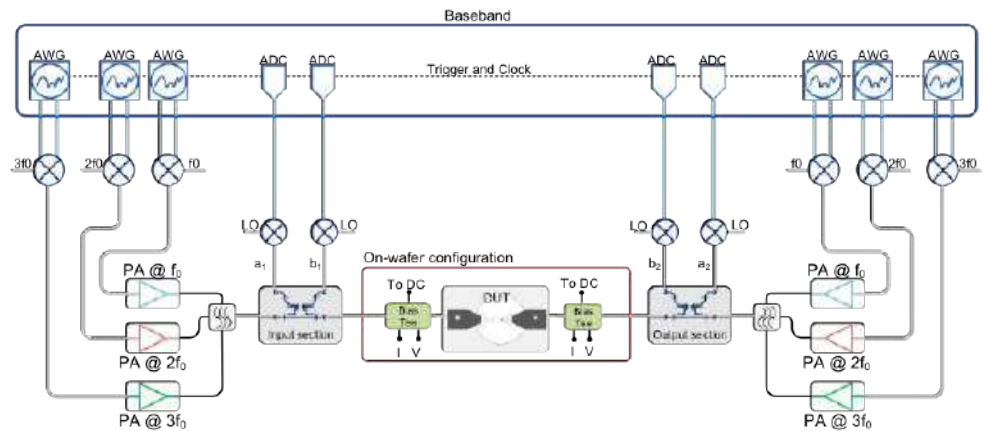 Baseband
AWG AWG AWG ADC ADC ADC ADC AWG AWG AWG
Trigger and Clock
3f0 2f0 f0 f0 2f0 3f0
LO LO LO LO
a₁ b₁ b₂ a₂
On-wafer configuration
PA @ f₀ PA @ f₀
To DC DUT To DC
Bias Bias
Tee Tee
Input section Output section
I V I V
PA @ 2f₀ PA @ 2f₀
PA @ 3f₀ PA @ 3f₀